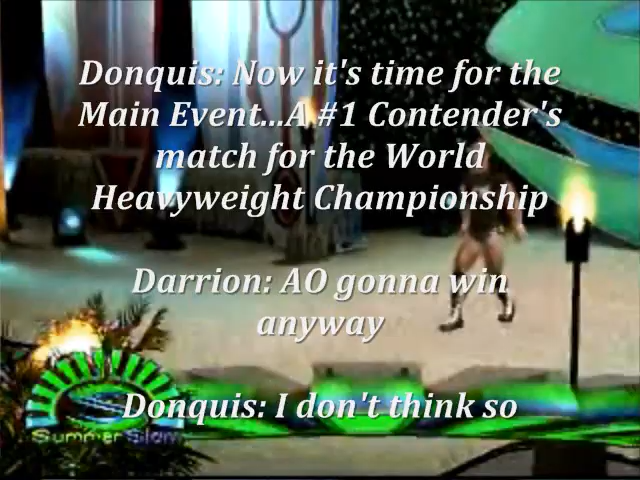 Donquis: Now it's time for the
Main Event...A #1 Contender's
match for the World
Heavyweight Championship
Darrion: AO gonna win
anyway
Donquis: I don't think so
Summer Slam